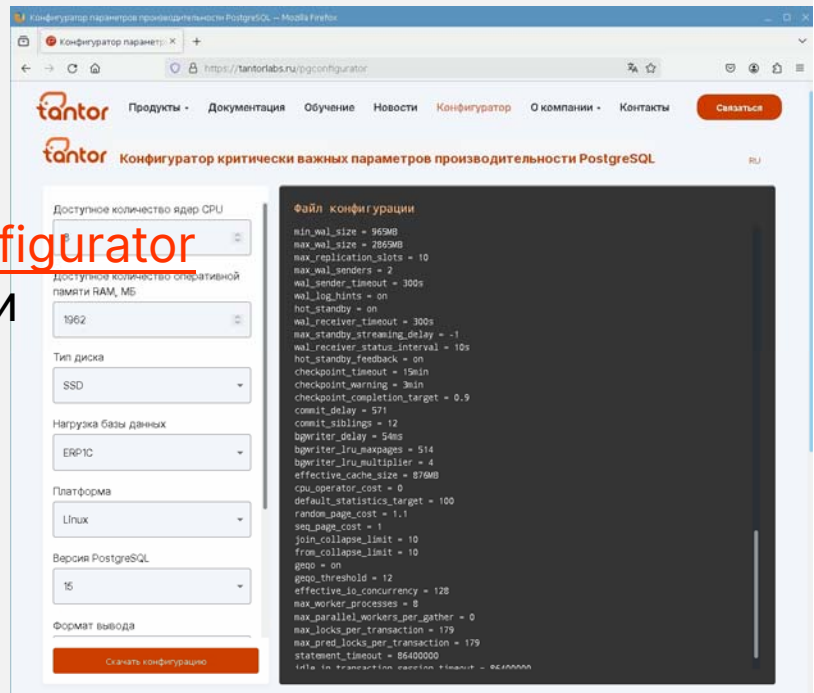 Конфигуратор параметров производительности PostgreSQL — Mozilla Firefox
Конфигуратор параметр
https://tantorlabs.ru/pgconfigurator
tantor
Продукты
Документация
Обучение
Новости
Конфигуратор
О компании
Контакты
Связаться
tantor
Конфигуратор критически важных параметров производительности PostgreSQL
RU
Доступное количество ядер CPU
figurator
Доступное количество оперативной
памяти RAM, МБ
и
1962
Тип диска
SSD
Нагрузка базы данных
ERP1C
Платформа
Linux
Версия PostgreSQL
15
Формат вывода
Скачать конфигурацию
Файл конфигурации
min_wal_size = 965MB
max_wal_size = 2865MB
max_replication_slots = 10
max_wal_senders = 2
wal_sender_timeout = 300s
wal_log_hints = on
hot_standby = on
wal_receiver_timeout = 300s
max_standby_streaming_delay = -1
wal_receiver_status_interval = 10s
hot_standby_feedback = on
checkpoint_timeout = 15min
checkpoint_warning = 3min
checkpoint_completion_target = 0.9
commit_delay = 571
commit_siblings = 12
bgwriter_delay = 54ms
bgwriter_lru_maxpages = 514
bgwriter_lru_multiplier = 4
effective_cache_size = 876MB
cpu_operator_cost = 0
default_statistics_target = 100
random_page_cost = 1.1
seq_page_cost = 1
join_collapse_limit = 10
from_collapse_limit = 10
geqo = on
geqo_threshold = 12
effective_io_concurrency = 128
max_worker_processes = 8
max_parallel_workers_per_gather = 0
max_locks_per_transaction = 179
max_pred_locks_per_transaction = 179
statement_timeout = 86400000
idle_in_transaction_session_timeout = 86400000